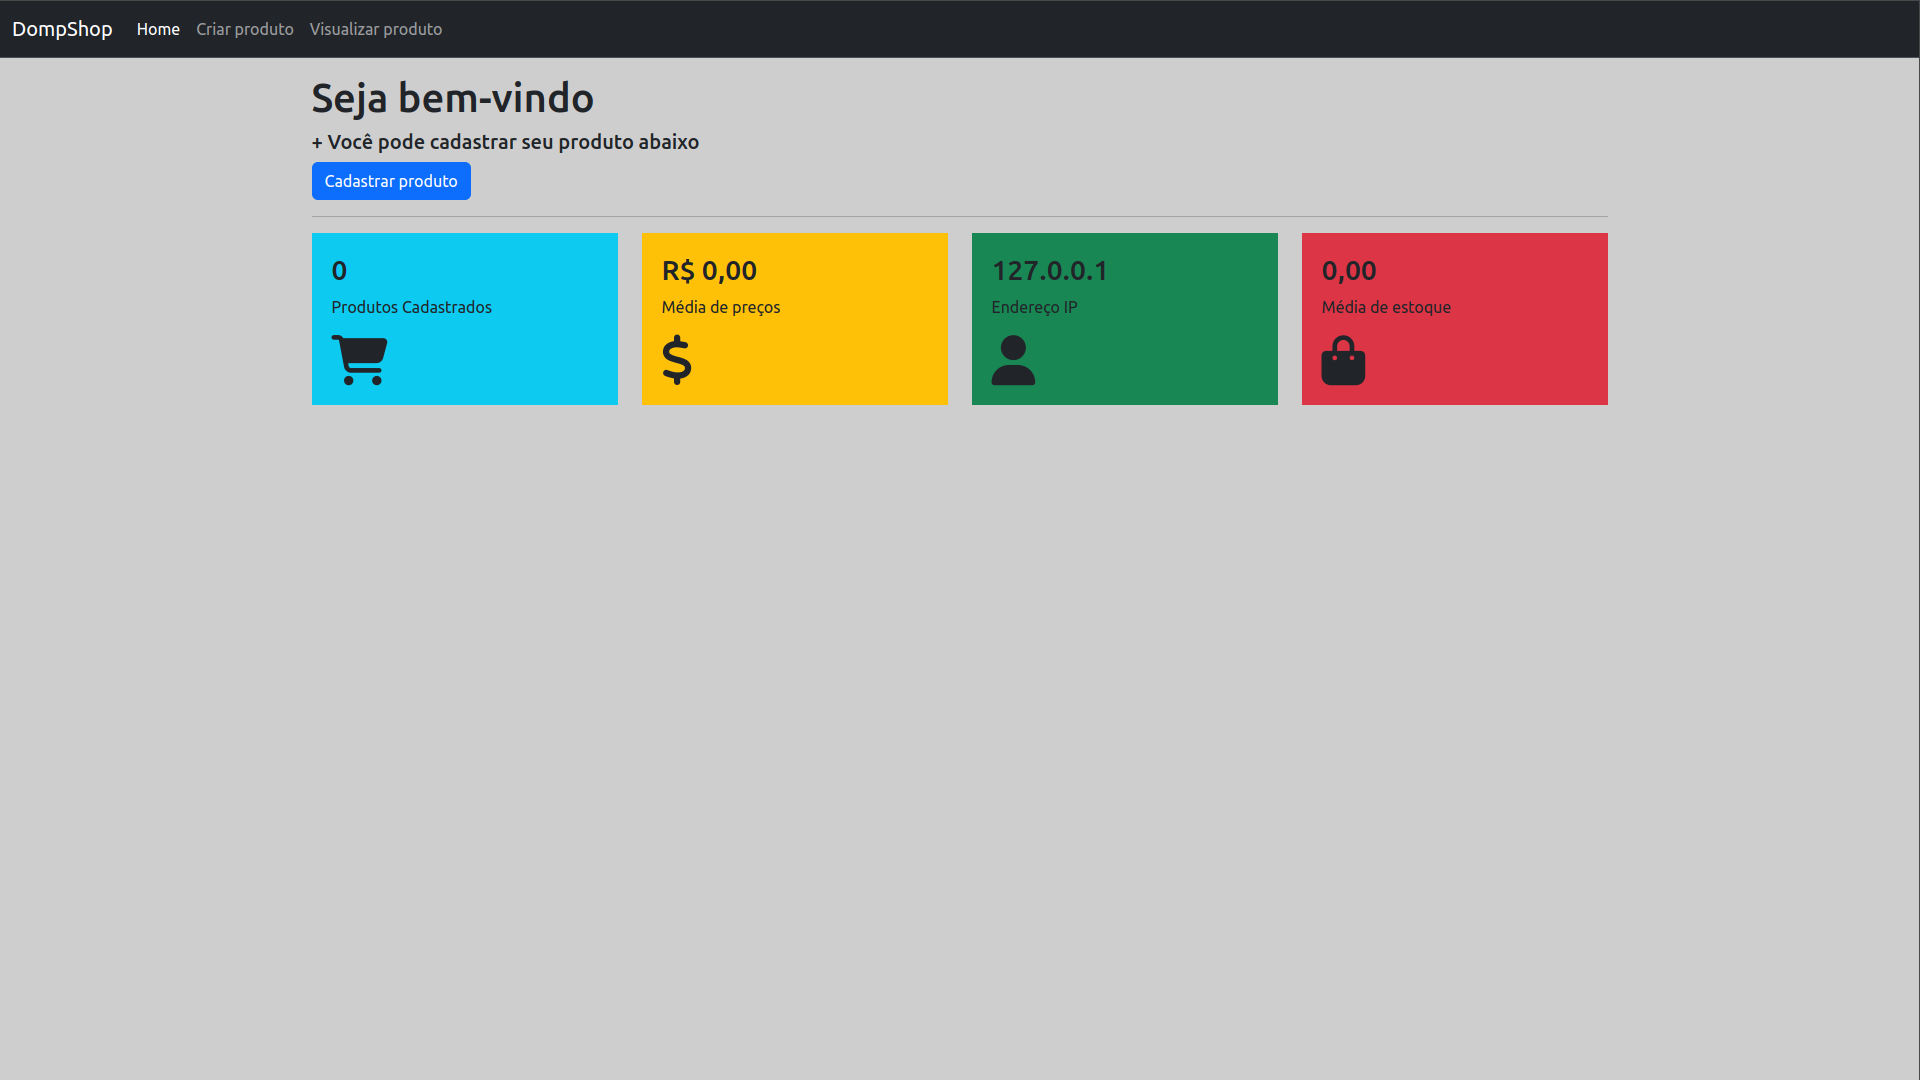 DompShop Home Criar produto Visualizar produto
Seja bem-vindo
+ Você pode cadastrar seu produto abaixo
Cadastrar produto
0
Produtos Cadastrados
R$ 0,00
Média de preços
127.0.0.1
Endereço IP
0,00
Média de estoque